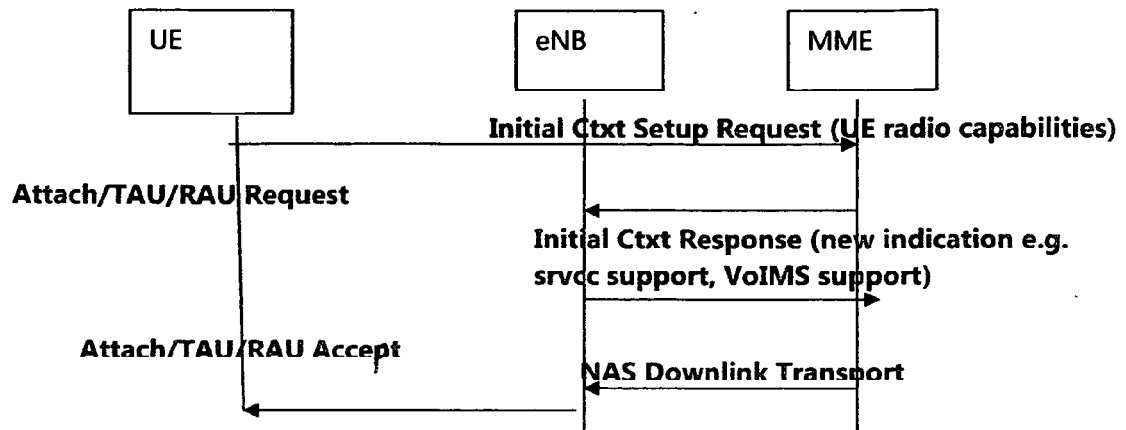 UE
eNB
MME
Initial Ctxt Setup Request (UE radio capabilities)
Attach/TAU/RAU Request
Initial Ctxt Response (new indication e.g.
srvcc support, VoIMS support)
Attach/TAU/RAU Accept
NAS Downlink Transport